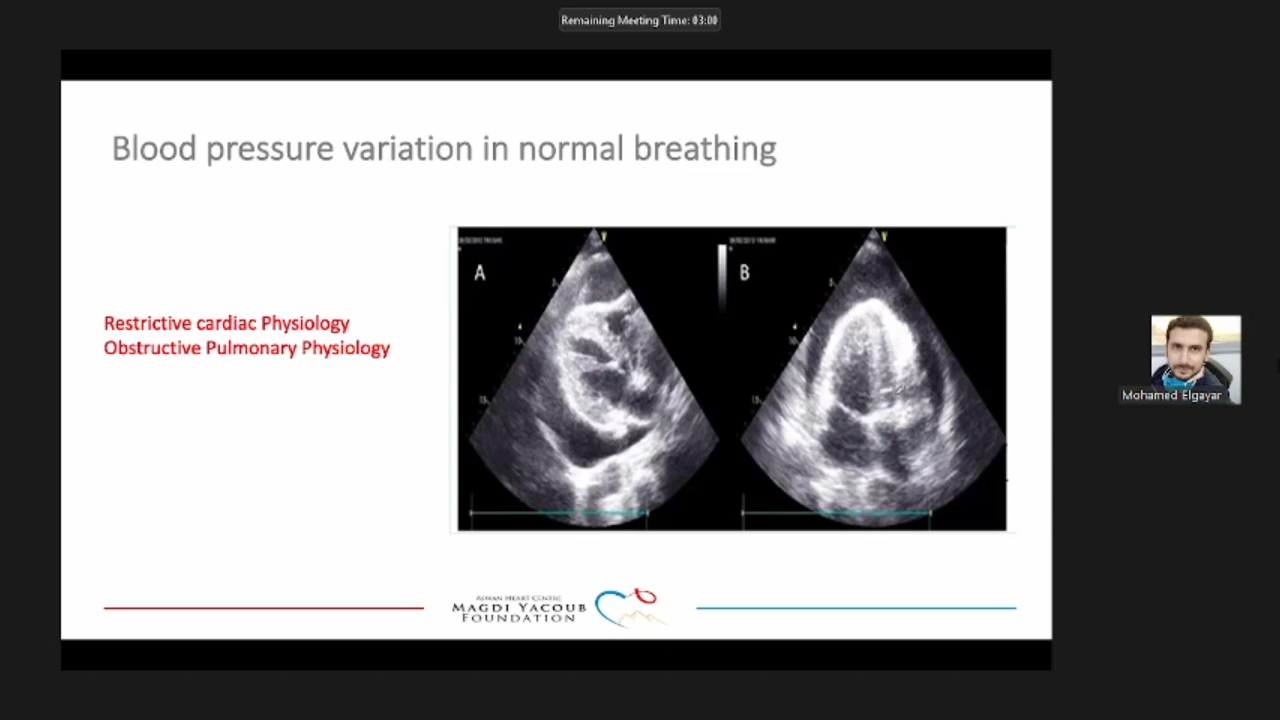 Remaining Meeting Time: 03:00
Blood pressure variation in normal breathing
A
B
Restrictive cardiac Physiology
Obstructive Pulmonary Physiology
Mohamed Elgayar
ASWAN HEART CENTRE
MAGDI YACOUB
FOUNDATION